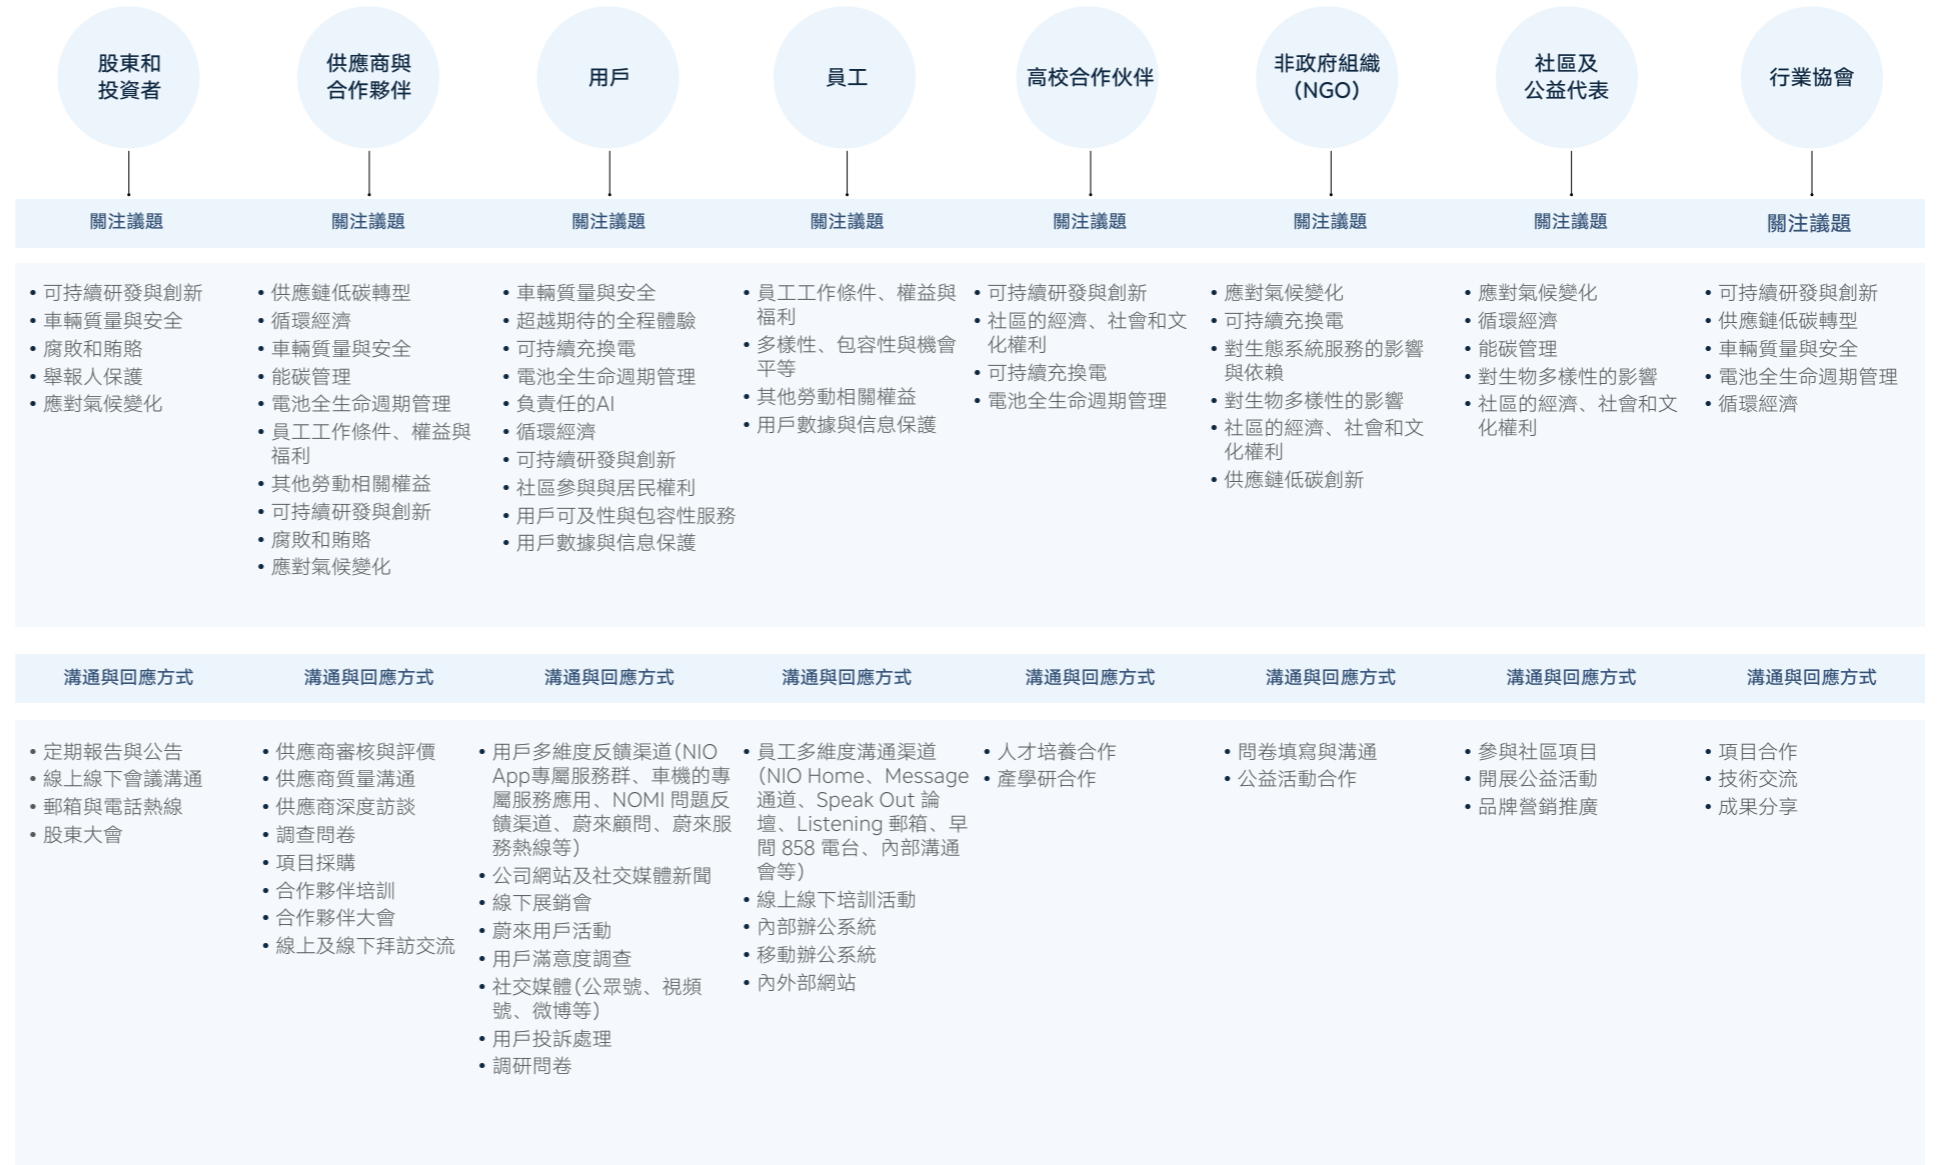 股東和
投資者
供應商與
合作夥伴
用戶
員工
高校合作伙伴
非政府組織
（NGO）
社區及
公益代表
行業協會
關注議題
關注議題
關注議題
關注議題
關注議題
關注議題
關注議題
關注議題
• 可持續研發與創新
• 車輛質量與安全
• 腐敗和賄賂
• 舉報人保護
• 應對氣候變化
• 供應鏈低碳轉型
• 循環經濟
• 車輛質量與安全
• 能碳管理
• 電池全生命週期管理
• 員工工作條件、權益與
福利
• 其他勞動相關權益
• 可持續研發與創新
• 腐敗和賄賂
• 應對氣候變化
• 車輛質量與安全
• 超越期待的全程體驗
• 可持續充換電
• 電池全生命週期管理
• 負責任的AI
• 循環經濟
• 可持續研發與創新
• 社區參與與居民權利
• 用戶可及性與包容性服務
• 用戶數據與信息保護
• 員工工作條件、權益與
福利
• 多樣性、包容性與機會
平等
• 其他勞動相關權益
• 用戶數據與信息保護
• 可持續研發與創新
• 社區的經濟、社會和文
化權利
• 可持續充換電
• 電池全生命週期管理
• 應對氣候變化
• 可持續充換電
• 對生態系統服務的影響
與依賴
• 對生物多樣性的影響
• 社區的經濟、社會和文
化權利
• 供應鏈低碳創新
• 應對氣候變化
• 循環經濟
• 能碳管理
• 對生物多樣性的影響
• 社區的經濟、社會和文
化權利
• 可持續研發與創新
• 供應鏈低碳轉型
• 車輛質量與安全
• 電池全生命週期管理
• 循環經濟
溝通與回應方式
溝通與回應方式
溝通與回應方式
溝通與回應方式
溝通與回應方式
溝通與回應方式
溝通與回應方式
溝通與回應方式
• 定期報告與公告
• 線上線下會議溝通
• 郵箱與電話熱線
• 股東大會
• 供應商審核與評價
• 供應商質量溝通
• 供應商深度訪談
• 調查問卷
• 項目採購
• 合作夥伴培訓
• 合作夥伴大會
• 線上及線下拜訪交流
• 用戶多維度反饋渠道（NIO
App專屬服務群、車機的專
屬服務應用、NOMI 問題反
饋渠道、蔚來顧問、蔚來服
務熱線等）
• 公司網站及社交媒體新聞
• 線下展銷會
• 蔚來用戶活動
• 用戶滿意度調查
• 社交媒體（公眾號、視頻
號、微博等）
• 用戶投訴處理
• 調研問卷
• 員工多維度溝通渠道
（NIO Home、Message
通道、Speak Out 論
壇、Listening 郵箱、早
間 858 電台、內部溝通
會等）
• 線上線下培訓活動
• 內部辦公系統
• 移動辦公系統
• 內外部網站
• 人才培養合作
• 產學研合作
• 問卷填寫與溝通
• 公益活動合作
• 參與社區項目
• 開展公益活動
• 品牌營銷推廣
• 項目合作
• 技術交流
• 成果分享